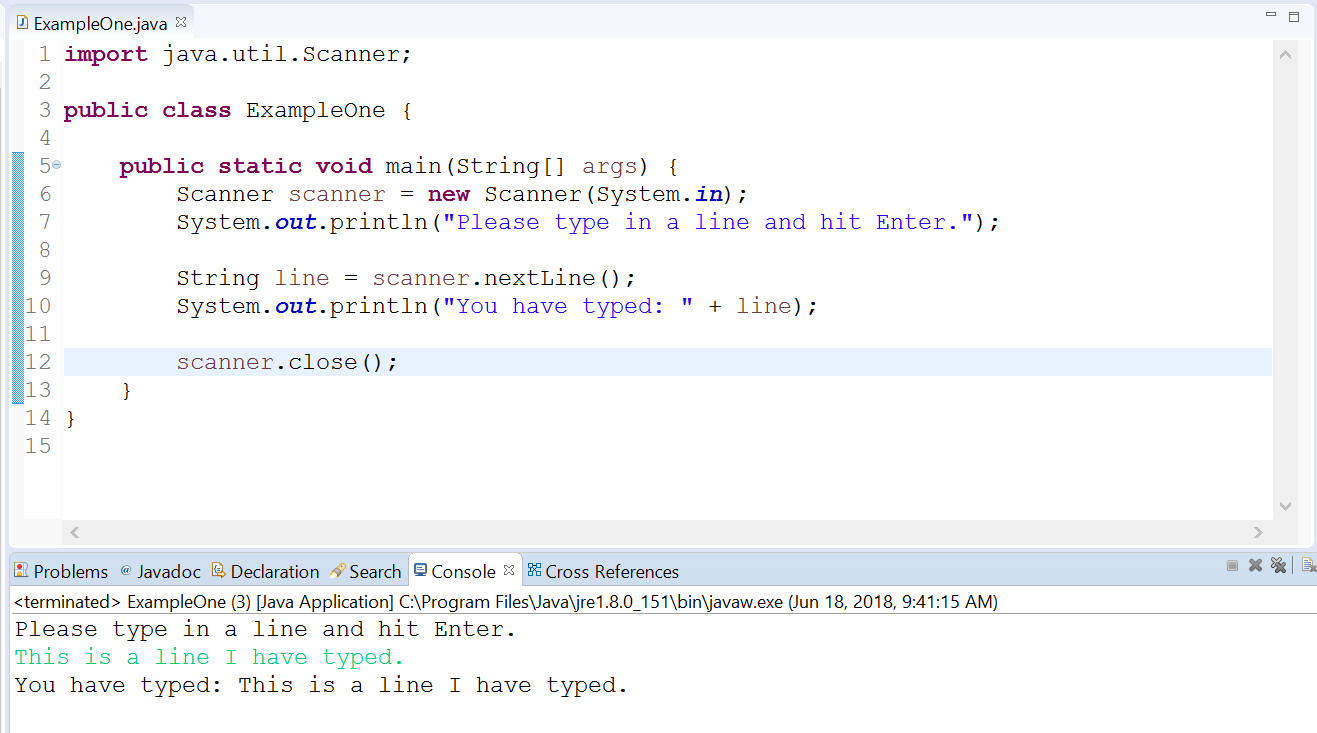 ExampleOne.java
1 import java.util.Scanner;
2
3 public class ExampleOne {
4
5     public static void main(String[] args) {
6         Scanner scanner = new Scanner(System.in);
7         System.out.println("Please type in a line and hit Enter.");
8
9         String line = scanner.nextLine();
10         System.out.println("You have typed: " + line);
11
12         scanner.close();
13     }
14 }
15
Problems @ Javadoc Declaration Search Console Cross References
<terminated> ExampleOne (3) [Java Application] C:\Program Files\Java\jre1.8.0_151\bin\javaw.exe (Jun 18, 2018, 9:41:15 AM)
Please type in a line and hit Enter.
This is a line I have typed.
You have typed: This is a line I have typed.